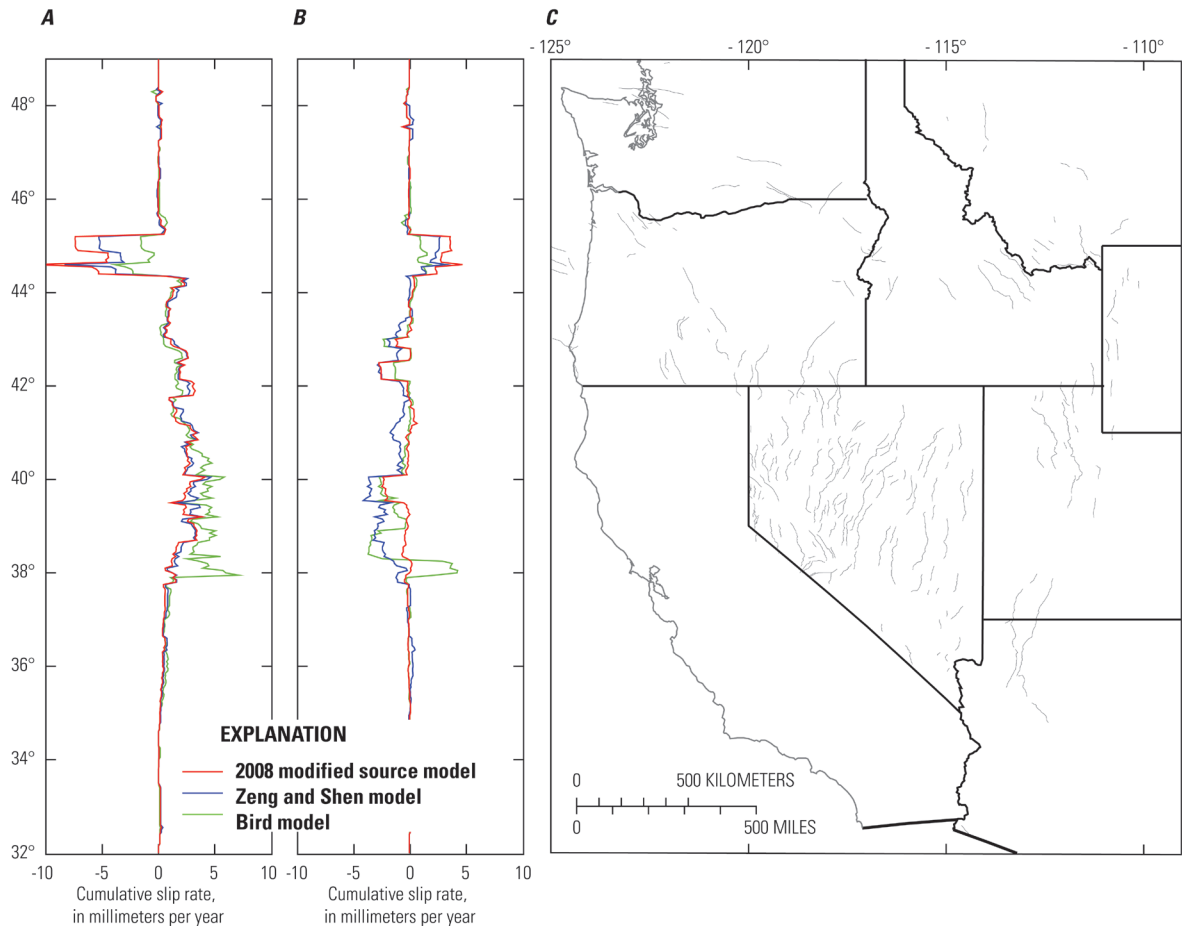 A
B
C
- 125°
- 120°
- 115°
- 110°
48°
46°
44°
42°
40°
38°
36°
34°
32°
EXPLANATION
2008 modified source model
Zeng and Shen model
Bird model
0 500 KILOMETERS
0 500 MILES
-10 -5 0 5 10
-10 -5 0 5 10
Cumulative slip rate,
in millimeters per year
Cumulative slip rate,
in millimeters per year